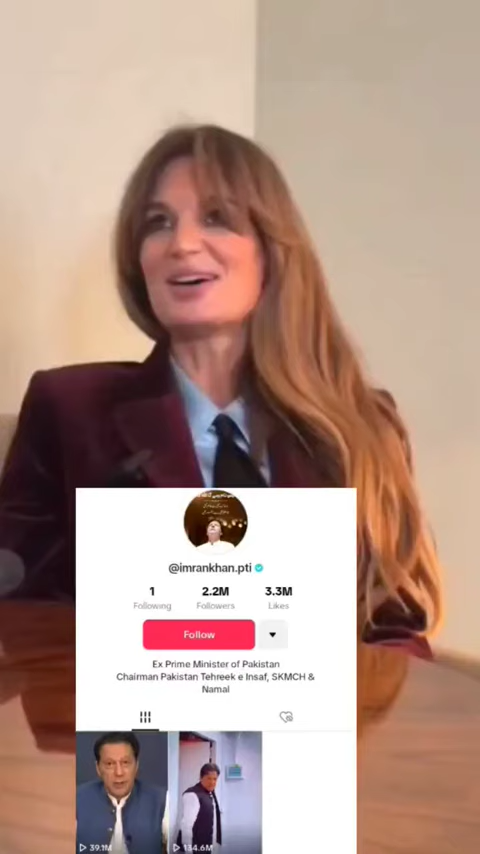 @imrankhan.pti
1 2.2M 3.3M
Following Followers Likes
Follow
Ex Prime Minister of Pakistan
Chairman Pakistan Tehreek e Insaf, SKMCH &
Namal
39.1M 134.6M